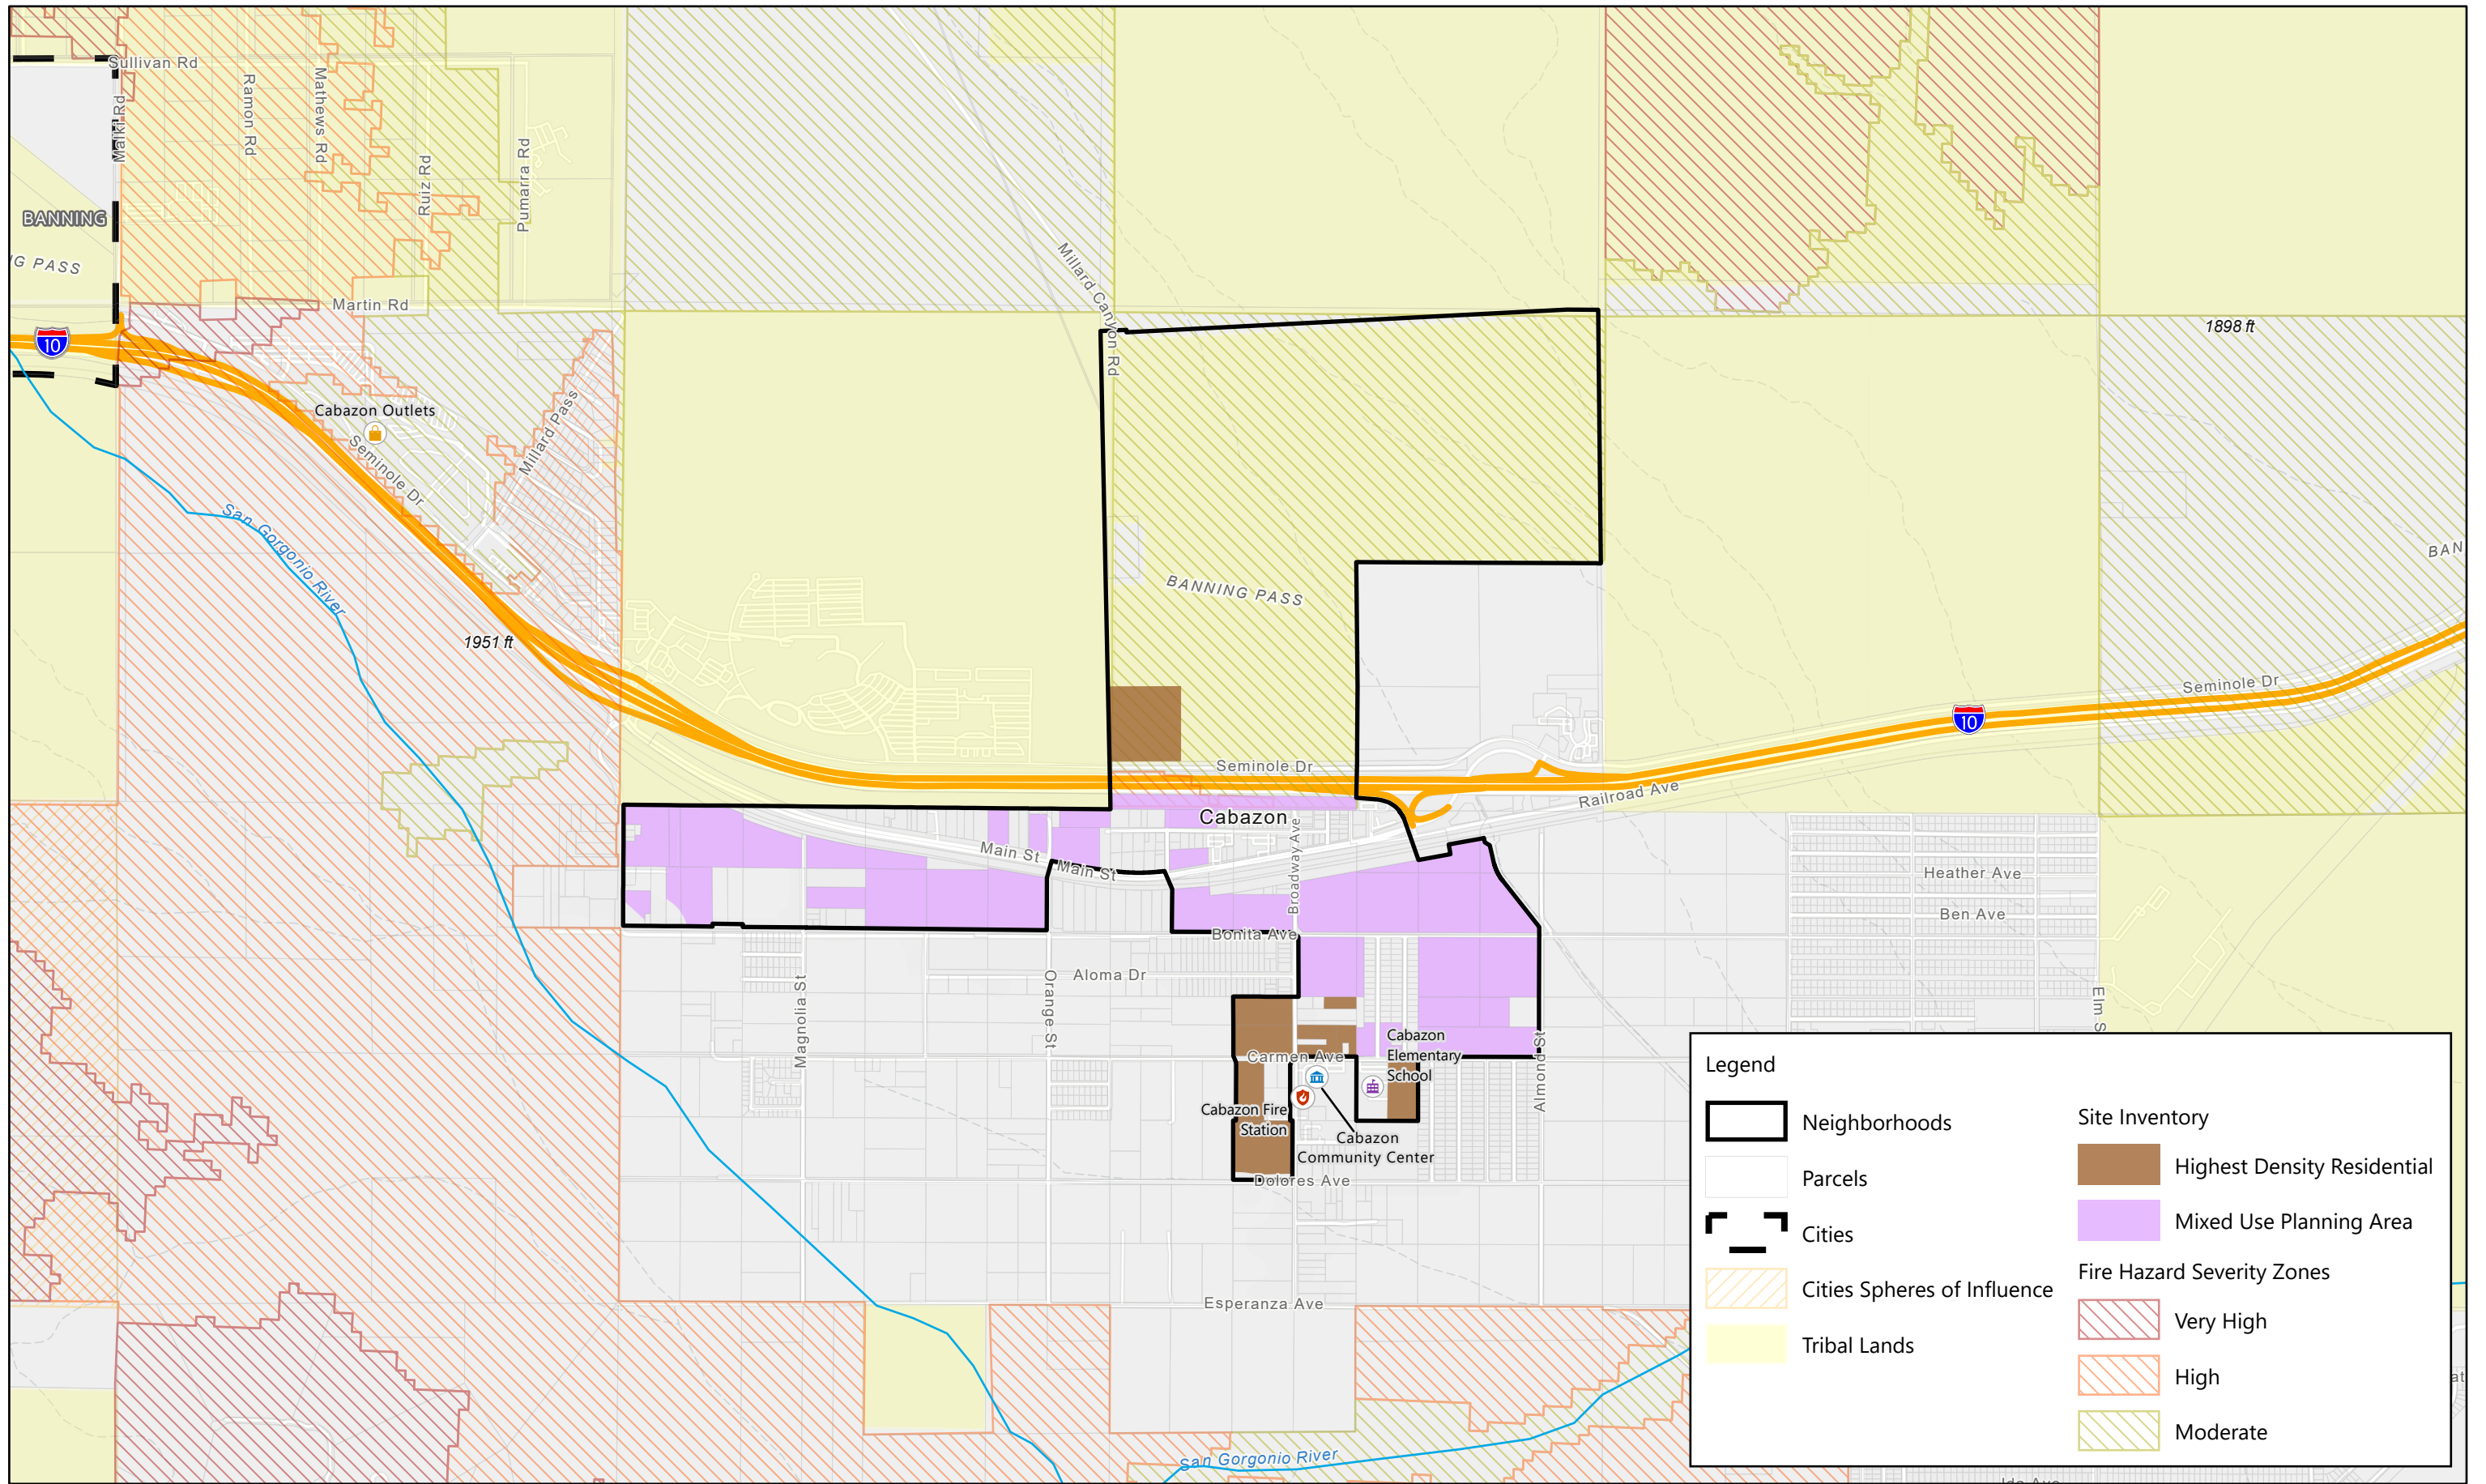 Sullivan Rd
Malki Rd
Ramon Rd
Mathews Rd
Ruiz Rd
Pumarra Rd
BANNING
G PASS
Martin Rd
10
Millard Canyon Rd
1898 ft
Cabazon Outlets
Seminole Dr
Millard Pass
San Gorgonio River
1951 ft
BANNING PASS
BAN
Seminole Dr
10
Seminole Dr
Railroad Ave
Cabazon
Main St
Main St
Broadway Ave
Heather Ave
Ben Ave
Bonita Ave
Aloma Dr
Magnolia St
Orange St
Elm S
Carmen Ave
Cabazon
Elementary
School
Almond St
Cabazon Fire
Station
Cabazon
Community Center
Dolores Ave
Esperanza Ave
San Gorgonio River
Legend
Neighborhoods
Parcels
Cities
Cities Spheres of Influence
Tribal Lands
Site Inventory
Highest Density Residential
Mixed Use Planning Area
Fire Hazard Severity Zones
Very High
High
Moderate
at